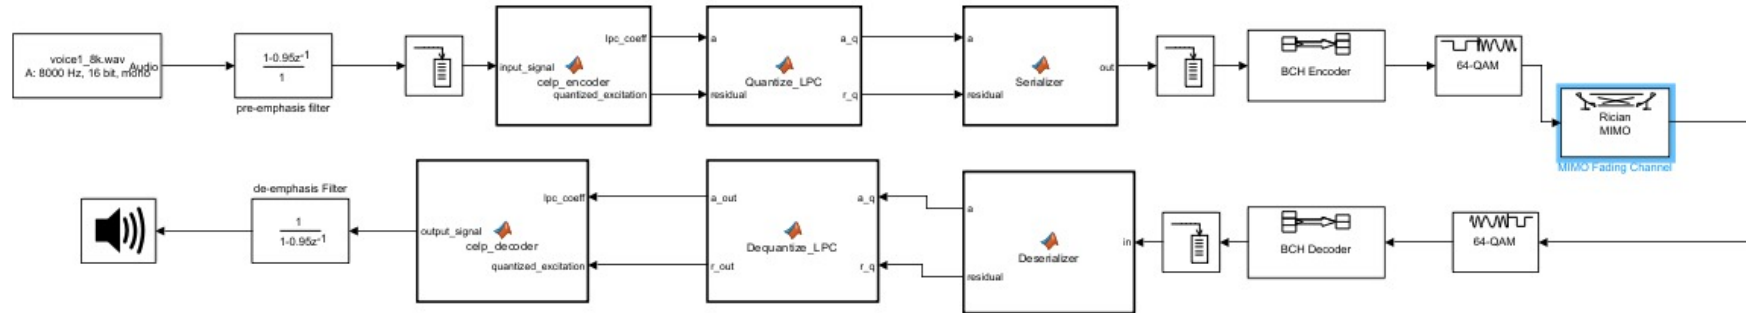 voice1_8k.wav
A: 8000 Hz, 16 bit, mono
Audio
1-0.95z-1
1
pre-emphasis filter
input_signal
lpc_coeff
celp_encoder
quantized_excitation
a
a_q
Quantize_LPC
residual
r_q
a
Serializer
out
residual
BCH Encoder
64-QAM
Rician
MIMO
MIMO Fading Channel
de-emphasis Filter
1
1-0.95z-1
lpc_coeff
output_signal
celp_decoder
quantized_excitation
a_out
a_q
Dequantize_LPC
r_out
r_q
a
in
Deserializer
residual
BCH Decoder
64-QAM